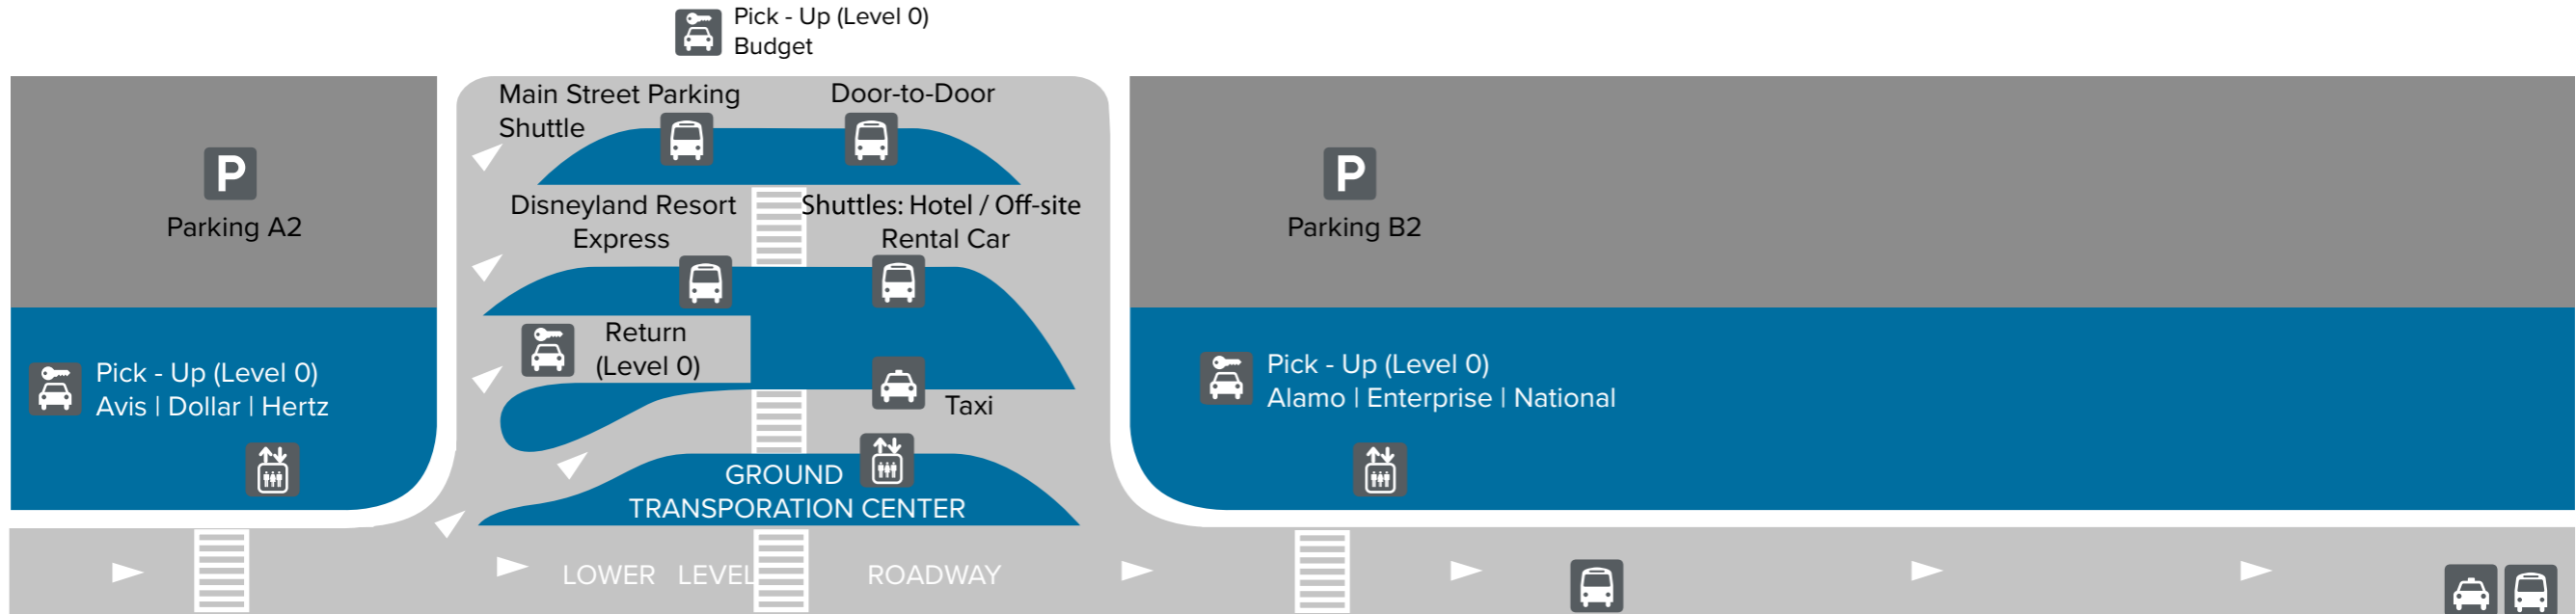 Pick - Up (Level 0)
Budget
Main Street Parking
Shuttle
Door-to-Door
P
Parking A2
Disneyland Resort
Express
Shuttles: Hotel / Off-site
Rental Car
P
Parking B2
Return
(Level 0)
Pick - Up (Level 0)
Avis | Dollar | Hertz
Taxi
Pick - Up (Level 0)
Alamo | Enterprise | National
GROUND
TRANSPORATION CENTER
LOWER LEVEL ROADWAY